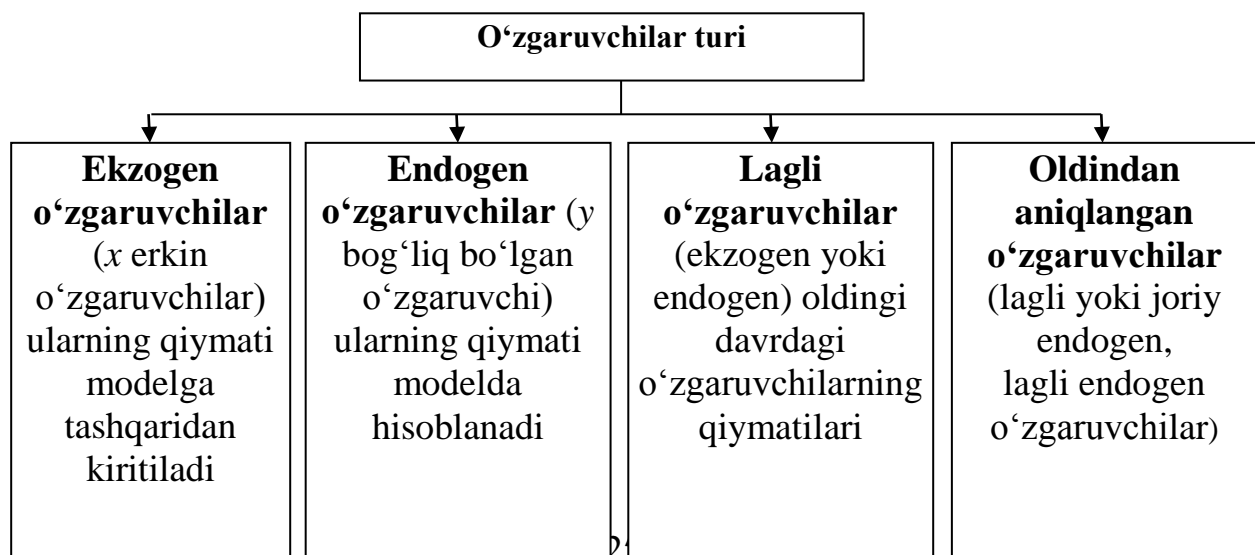 O‘zgaruvchilar turi
Ekzogen
o‘zgaruvchilar
(x erkin
o‘zgaruvchilar)
ularning qiymati
modelga
tashqaridan
kiritiladi
Endogen
o‘zgaruvchilar (y
bog‘liq bo‘lgan
o‘zgaruvchi)
ularning qiymati
modelda
hisoblanadi
Lagli
o‘zgaruvchilar
(ekzogen yoki
endogen) oldingi
davrdagi
o‘zgaruvchilarning
qiymatilari
Oldindan
aniqlangan
o‘zgaruvchilar
(lagli yoki joriy
endogen,
lagli endogen
o‘zgaruvchilar)